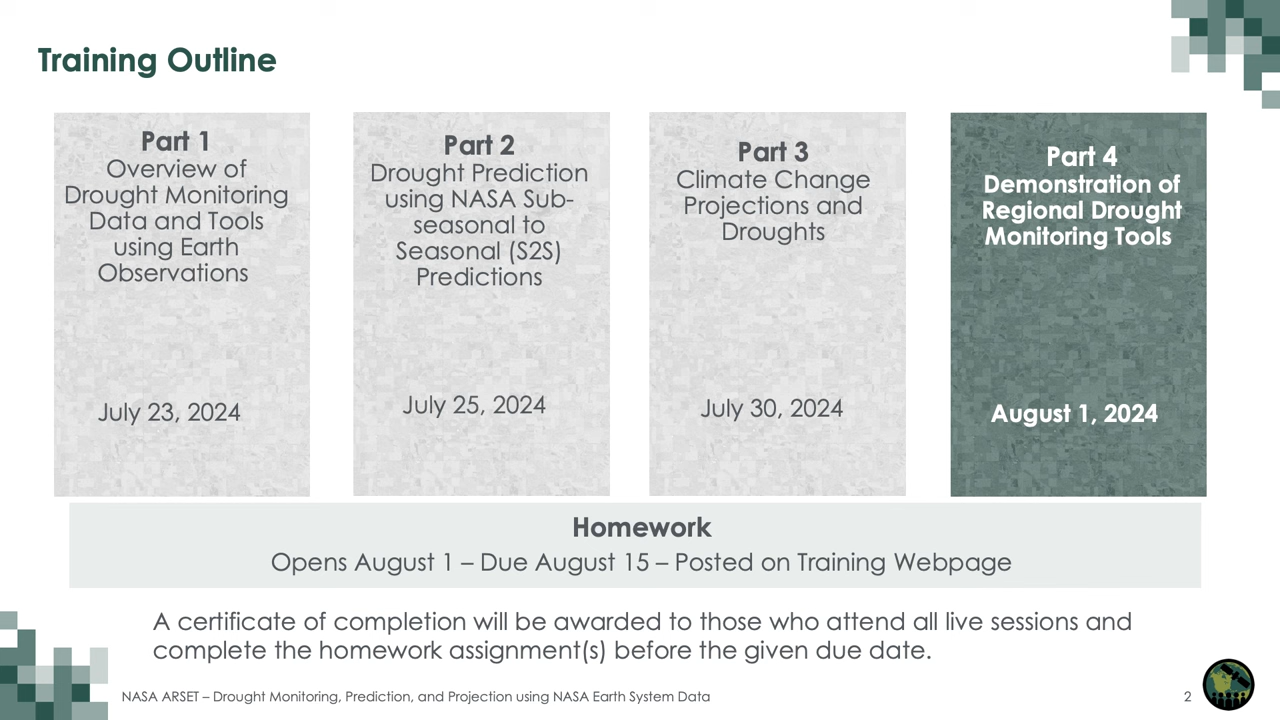 Training Outline
Part 1
Overview of
Drought Monitoring
Data and Tools
using Earth
Observations
July 23, 2024
Part 2
Drought Prediction
using NASA Sub-
seasonal to
Seasonal (S2S)
Predictions
July 25, 2024
Part 3
Climate Change
Projections and
Droughts
July 30, 2024
Part 4
Demonstration of
Regional Drought
Monitoring Tools
August 1, 2024
Homework
Opens August 1 – Due August 15 – Posted on Training Webpage
A certificate of completion will be awarded to those who attend all live sessions and
complete the homework assignment(s) before the given due date.
NASA ARSET – Drought Monitoring, Prediction, and Projection using NASA Earth System Data
2